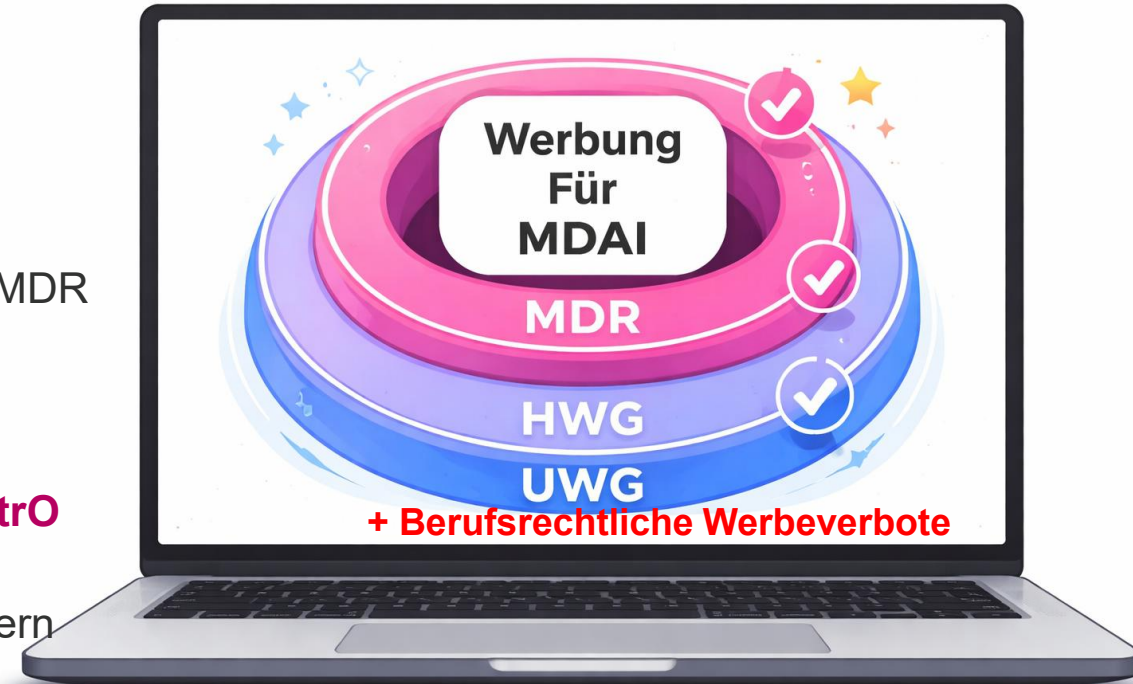 MDR
trO
ern
Werbung
Für
MDAI
MDR
HWG
UWG
+ Berufsrechtliche Werbeverbote